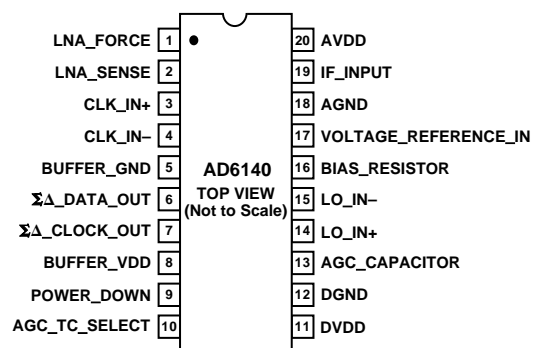 LNA_FORCE 1 20 AVDD
LNA_SENSE 2 19 IF_INPUT
CLK_IN+ 3 18 AGND
CLK_IN– 4 17 VOLTAGE_REFERENCE_IN
BUFFER_GND 5 AD6140 16 BIAS_RESISTOR
ΣΔ_DATA_OUT 6 TOP VIEW 15 LO_IN–
(Not to Scale)
ΣΔ_CLOCK_OUT 7 14 LO_IN+
BUFFER_VDD 8 13 AGC_CAPACITOR
POWER_DOWN 9 12 DGND
AGC_TC_SELECT 10 11 DVDD